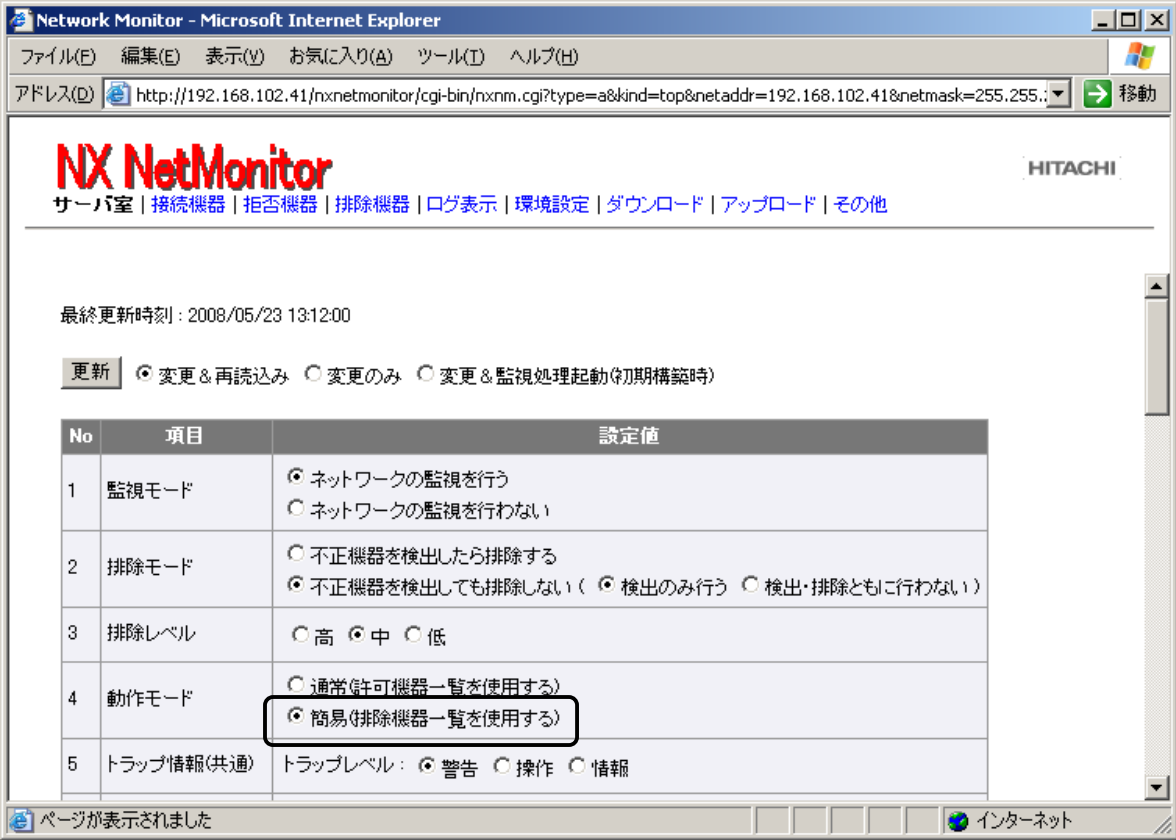 Network Monitor - Microsoft Internet Explorer
ファイル(F) 編集(E) 表示(V) お気に入り(A) ツール(T) ヘルプ(H)
アドレス(D) http://192.168.102.41/nxnetmonitor/cgi-bin/nxnm.cgi?type=a&kind=top&netaddr=192.168.102.41&netmask=255.255.: 移動
NX NetMonitor
HITACHI
サーバ室 | 接続機器 | 拒否機器 | 排除機器 | ログ表示 | 環境設定 | ダウンロード | アップロード | その他
最終更新時刻 : 2008/05/23 13:12:00
更新 変更&再読込み 変更のみ 変更&監視処理起動(初期構築時)
No 項目 設定値
1 監視モード ネットワークの監視を行う
ネットワークの監視を行わない
2 排除モード 不正機器を検出したら排除する
不正機器を検出しても排除しない ( 検出のみ行う 検出・排除ともに行わない )
3 排除レベル 高 中 低
4 動作モード 通常(許可機器一覧を使用する)
簡易(排除機器一覧を使用する)
5 トラップ情報(共通) トラップレベル : 警告 操作 情報
ページが表示されました インターネット